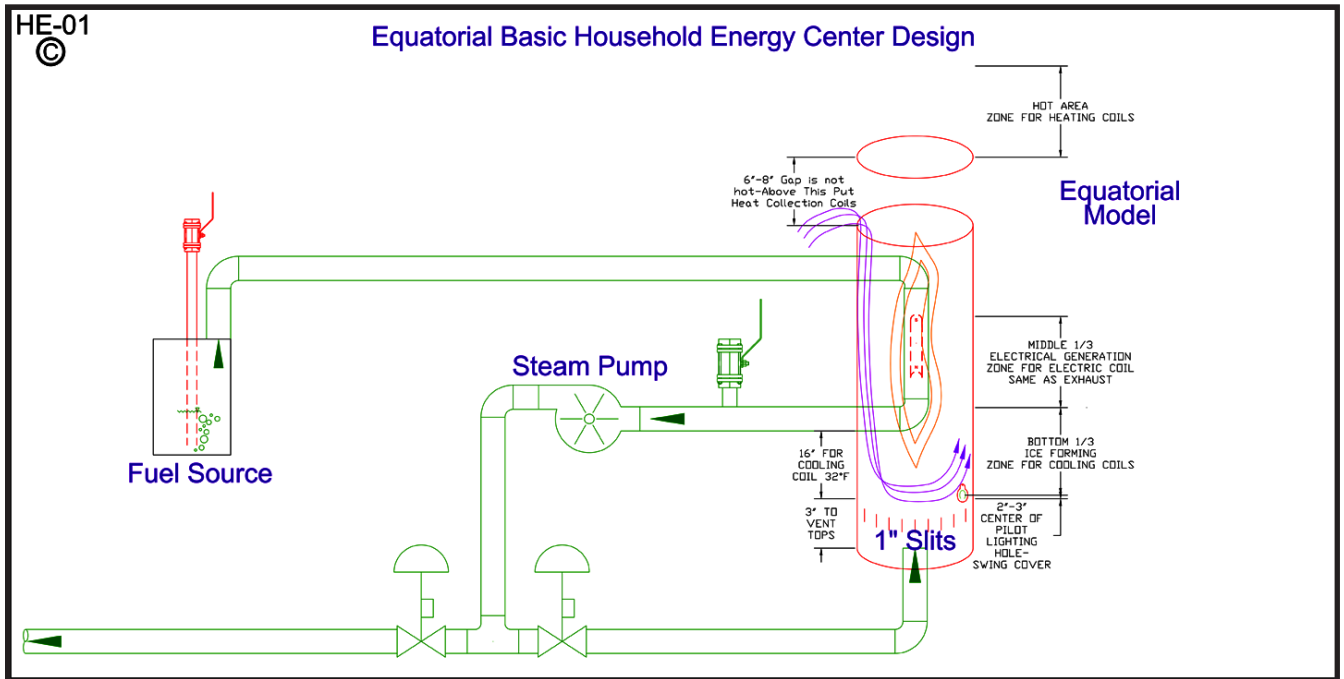 HE-01
©
Equatorial Basic Household Energy Center Design
HOT AREA
ZONE FOR HEATING COILS
6"-8" Gap is not
hot-Above This Put
Heat Collection Coils
Equatorial
Model
MIDDLE 1/3
ELECTRICAL GENERATION
ZONE FOR ELECTRIC COIL
SAME AS EXHAUST
Steam Pump
Fuel Source
16" FOR
COOLING
COIL 32°F
BOTTOM 1/3
ICE FORMING
ZONE FOR COOLING COILS
3" TO
VENT
TOPS
1" Slits
2"-3"
CENTER OF
PILOT
LIGHTING
HOLE-
SWING COVER